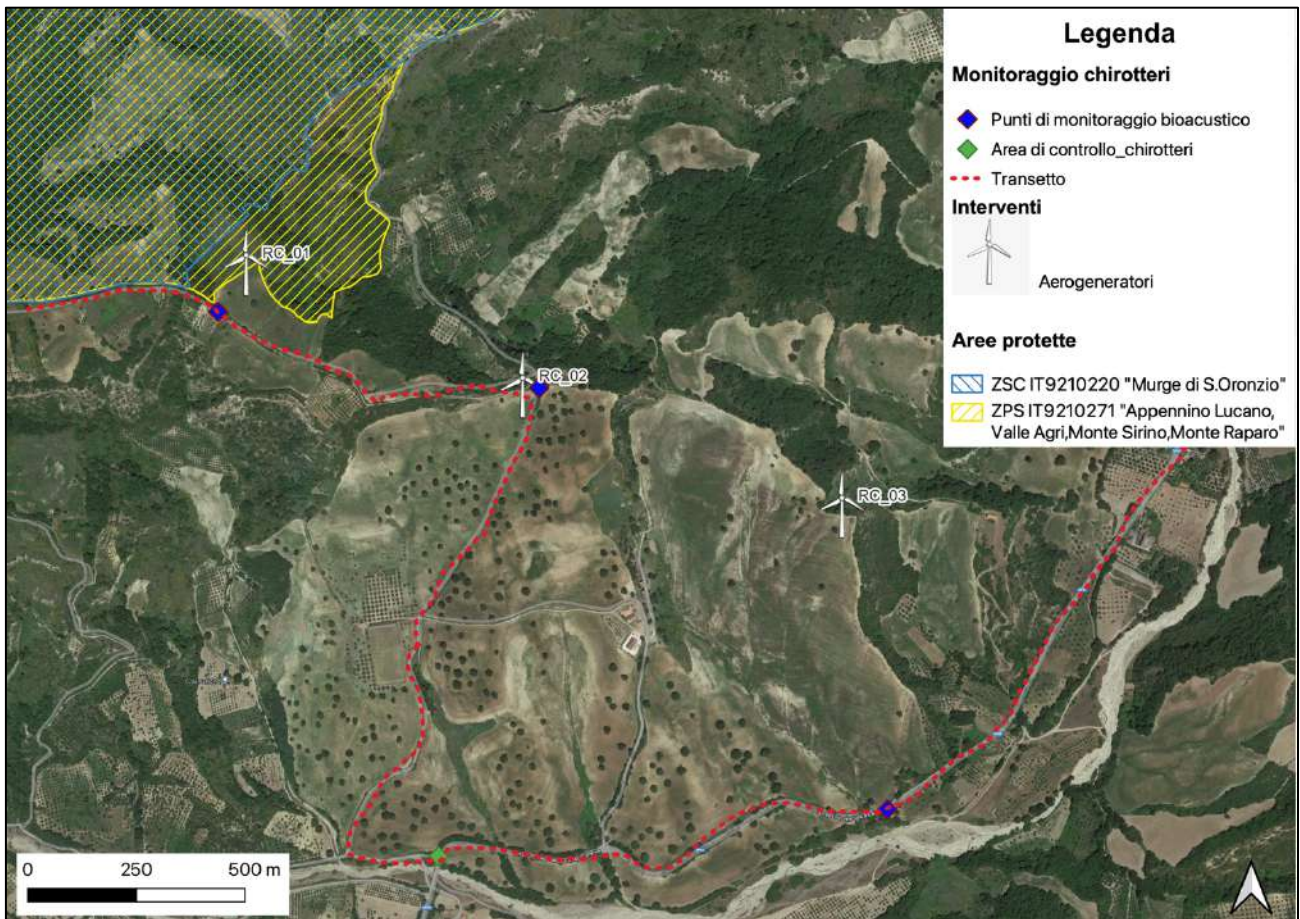 Legenda
Monitoraggio chirotteri
Punti di monitoraggio bioacustico
Area di controllo_chirotteri
Transetto
Interventi
Aerogeneratori
Aree protette
ZSC IT9210220 "Murge di S.Oronzio"
ZPS IT9210271 "Appennino Lucano,
Valle Agri,Monte Sirino,Monte Raparo"
RC_01
RC_02
RC_03
0 250 500 m